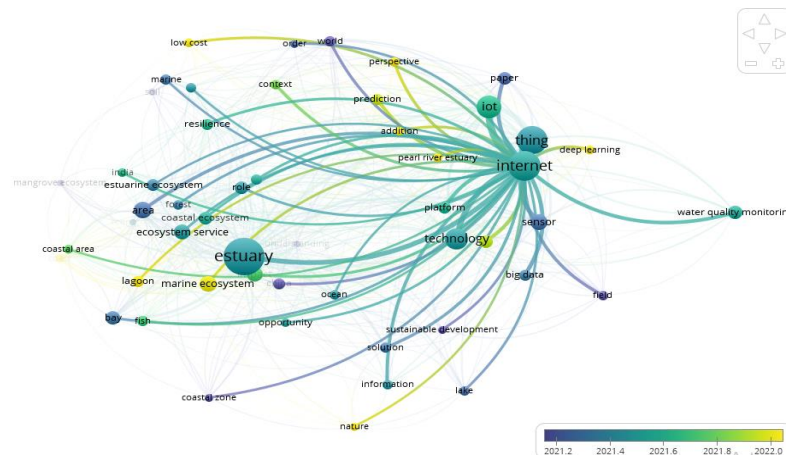 low cost
order
world
perspective
marine
context
paper
prediction
iot
resilience
addition
thing
deep learning
pearl river estuary
internet
india
mangrove ecosystem
estuarine ecosystem
role
forest
area
coastal ecosystem
platform
water quality monitoring
ecosystem service
sensor
technology
coastal area
estuary
lagoon
marine ecosystem
big data
ocean
field
bay
fish
opportunity
sustainable development
solution
information
lake
coastal zone
nature
2021.2 2021.4 2021.6 2021.8 2022.0